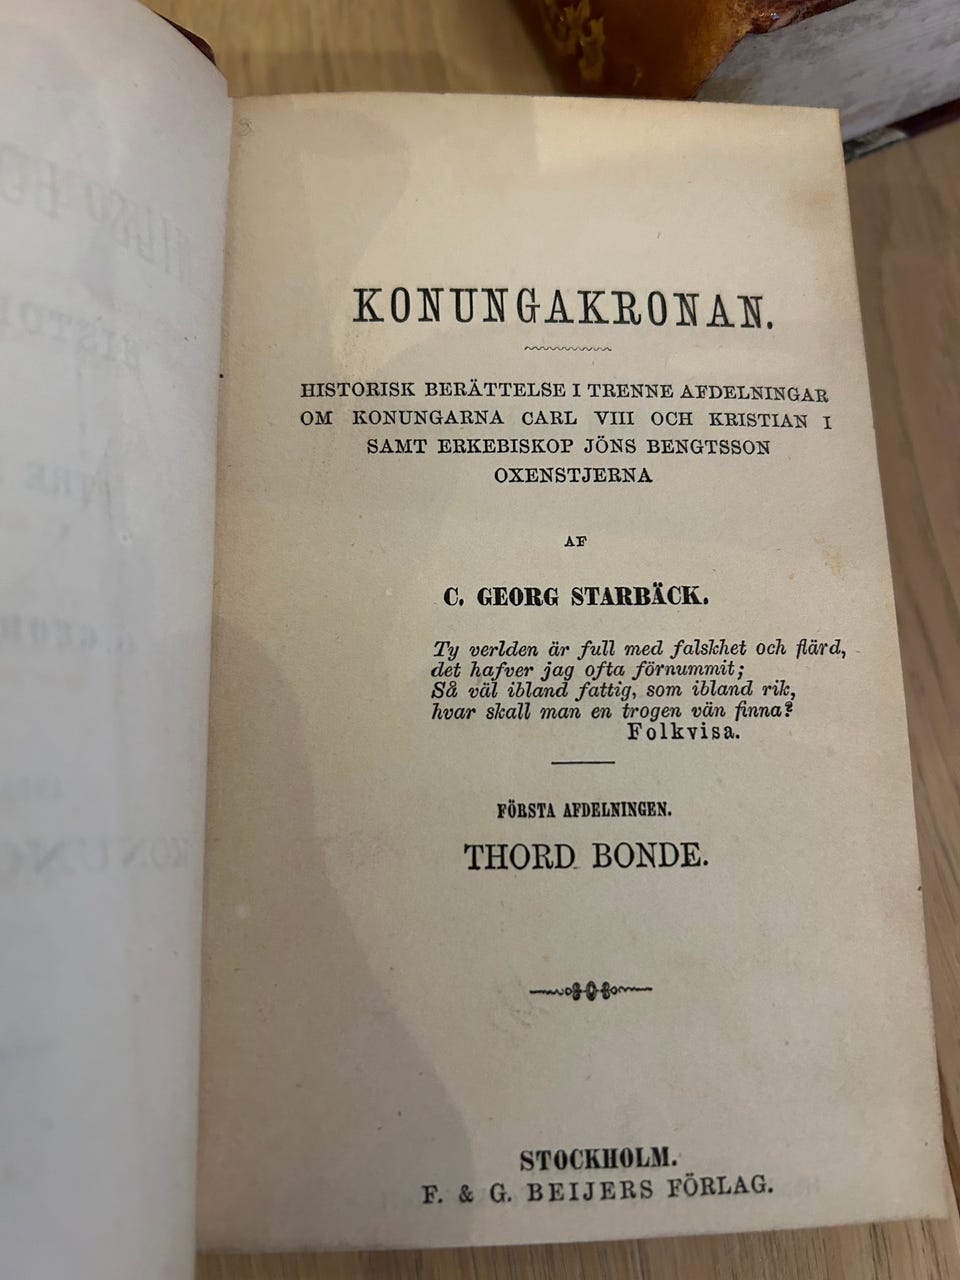 KONUNGAKRONAN.
HISTORISK BERÄTTELSE I TRENNE AFDELNINGAR
OM KONUNGARNA CARL VIII OCH KRISTIAN I
SAMT ERKEBISKOP JÖNS BENGTSSON
OXENSTJERNA
AF
C. GEORG STARBÄCK.
Ty verlden är full med falskhet och flärd,
det hafver jag ofta förnummit;
Så väl ibland fattig, som ibland rik,
hvar skall man en trogen vän finna?
Folkvisa.
FÖRSTA AFDELNINGEN.
THORD BONDE.
STOCKHOLM.
F. & G. BEIJERS FÖRLAG.